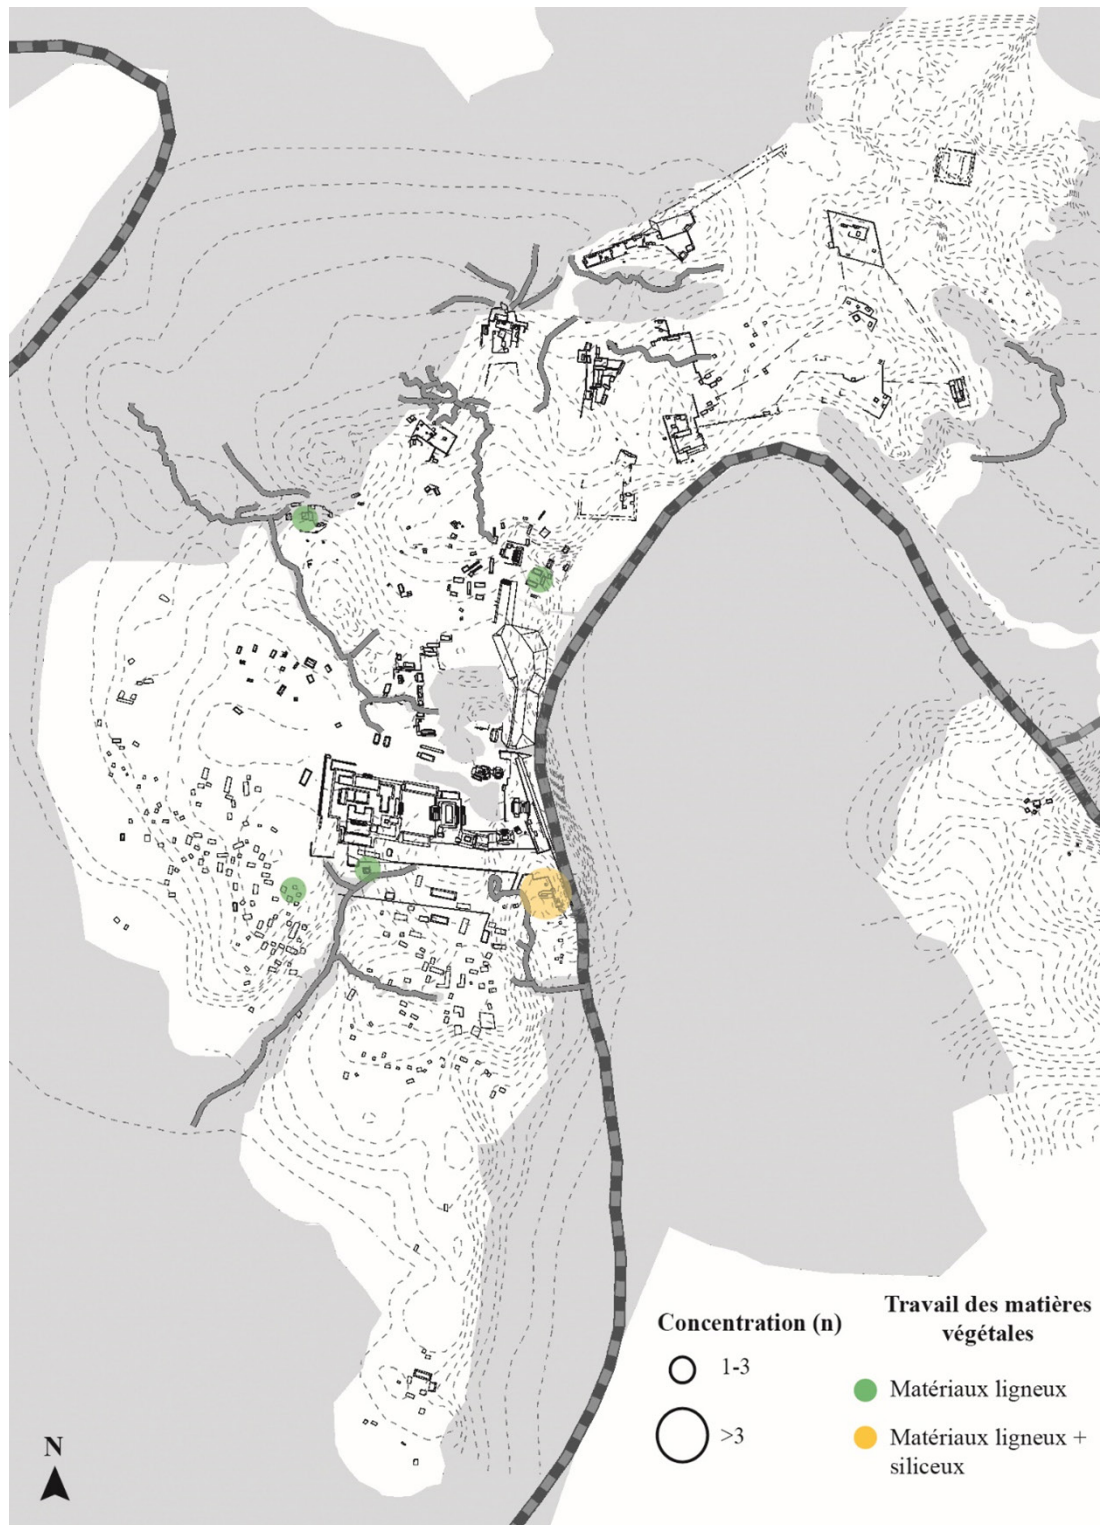 F
Concentration (n)
1-3
>3
Travail des matières
végétales
Matériaux ligneux
Matériaux ligneux +
siliceux
N